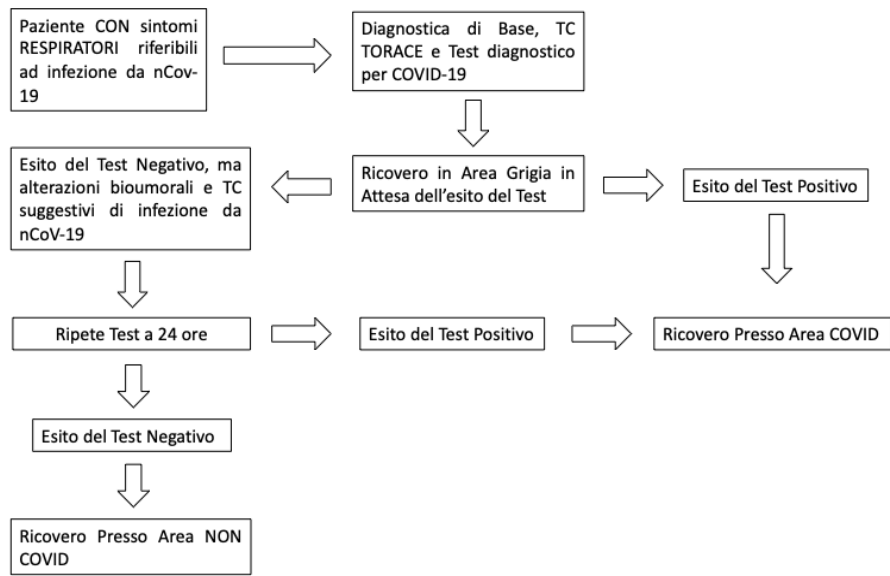 Paziente CON sintomi
RESPIRATORI riferibili
ad infezione da nCov-
19
Diagnostica di Base, TC
TORACE e Test diagnostico
per COVID-19
Esito del Test Negativo, ma
alterazioni bioumorali e TC
suggestivi di infezione da
nCoV-19
Ricovero in Area Grigia in
Attesa dell'esito del Test
Esito del Test Positivo
Ripete Test a 24 ore
Esito del Test Positivo
Ricovero Presso Area COVID
Esito del Test Negativo
Ricovero Presso Area NON
COVID